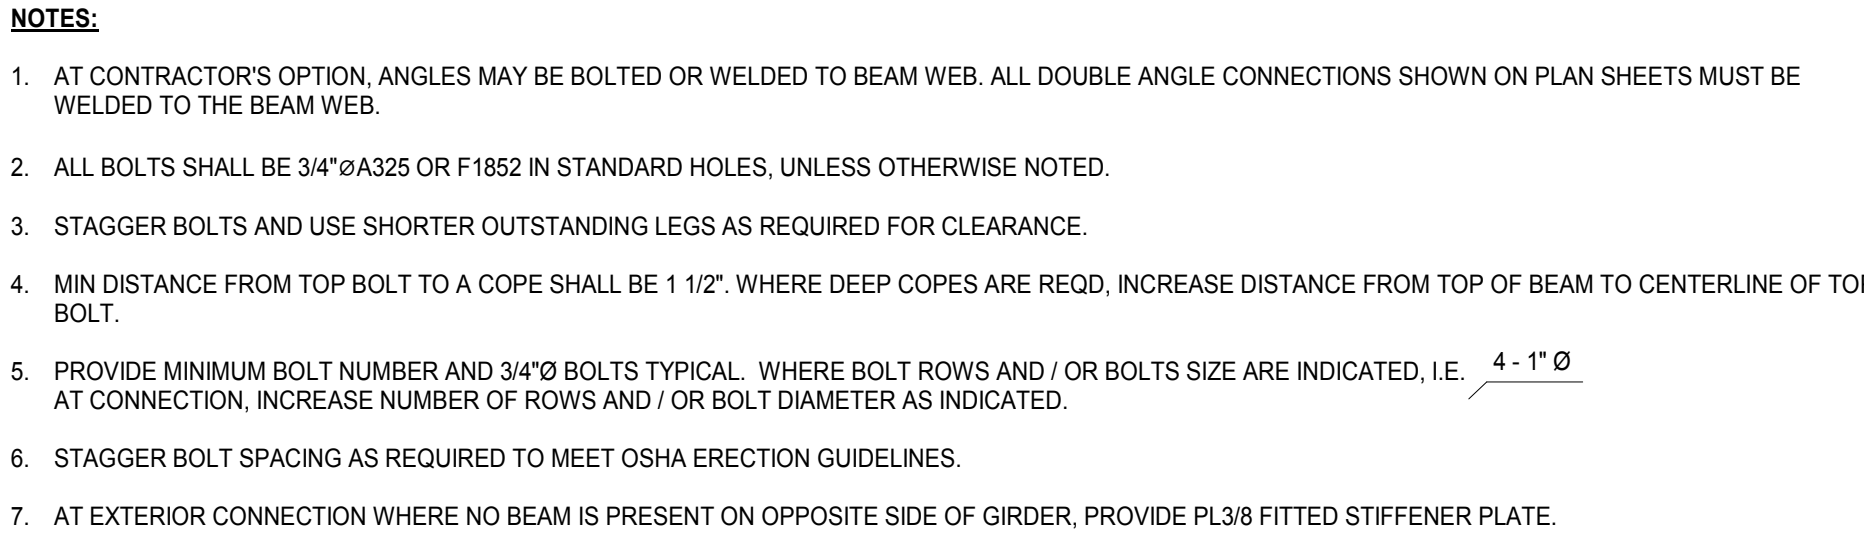 NOTES:
1. AT CONTRACTOR'S OPTION, ANGLES MAY BE BOLTED OR WELDED TO BEAM WEB. ALL DOUBLE ANGLE CONNECTIONS SHOWN ON PLAN SHEETS MUST BE
WELDED TO THE BEAM WEB.
2. ALL BOLTS SHALL BE 3/4"ØA325 OR F1852 IN STANDARD HOLES, UNLESS OTHERWISE NOTED.
3. STAGGER BOLTS AND USE SHORTER OUTSTANDING LEGS AS REQUIRED FOR CLEARANCE.
4. MIN DISTANCE FROM TOP BOLT TO A COPE SHALL BE 1 1/2". WHERE DEEP COPES ARE REQD, INCREASE DISTANCE FROM TOP OF BEAM TO CENTERLINE OF TOP
BOLT.
5. PROVIDE MINIMUM BOLT NUMBER AND 3/4"Ø BOLTS TYPICAL. WHERE BOLT ROWS AND / OR BOLTS SIZE ARE INDICATED, I.E. 4 - 1" Ø
AT CONNECTION, INCREASE NUMBER OF ROWS AND / OR BOLT DIAMETER AS INDICATED.
6. STAGGER BOLT SPACING AS REQUIRED TO MEET OSHA ERECTION GUIDELINES.
7. AT EXTERIOR CONNECTION WHERE NO BEAM IS PRESENT ON OPPOSITE SIDE OF GIRDER, PROVIDE PL3/8 FITTED STIFFENER PLATE.